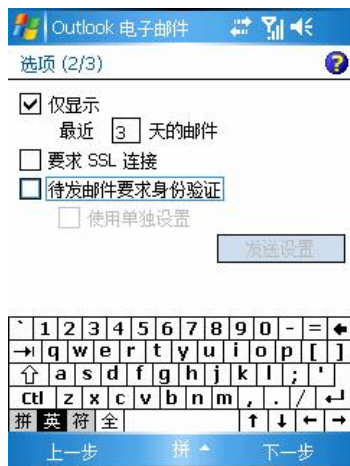 Outlook 电子邮件
选项 (2/3)
仅显示
最近 3 天的邮件
要求 SSL 连接
待发邮件要求身份验证
使用单独设置
发送设置
` 1 2 3 4 5 6 7 8 9 0 - =
q w e r t y u i o p [ ]
a s d f g h j k l ; '
Ctl z x c v b n m , . /
拼 英 符 全
上一步 拼 下一步